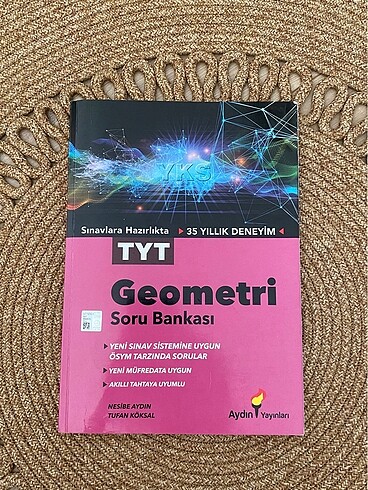 YKS
Sınavlara Hazırlıkta ▶ 35 YILLIK DENEYİM ◀
TYT
Geometri
Soru Bankası
YENİ SINAV SİSTEMİNE UYGUN
ÖSYM TARZINDA SORULAR
YENİ MÜFREDATA UYGUN
AKILLI TAHTAYA UYUMLU
NESİBE AYDIN
TUFAN KÖKSAL
Aydın Yayınları